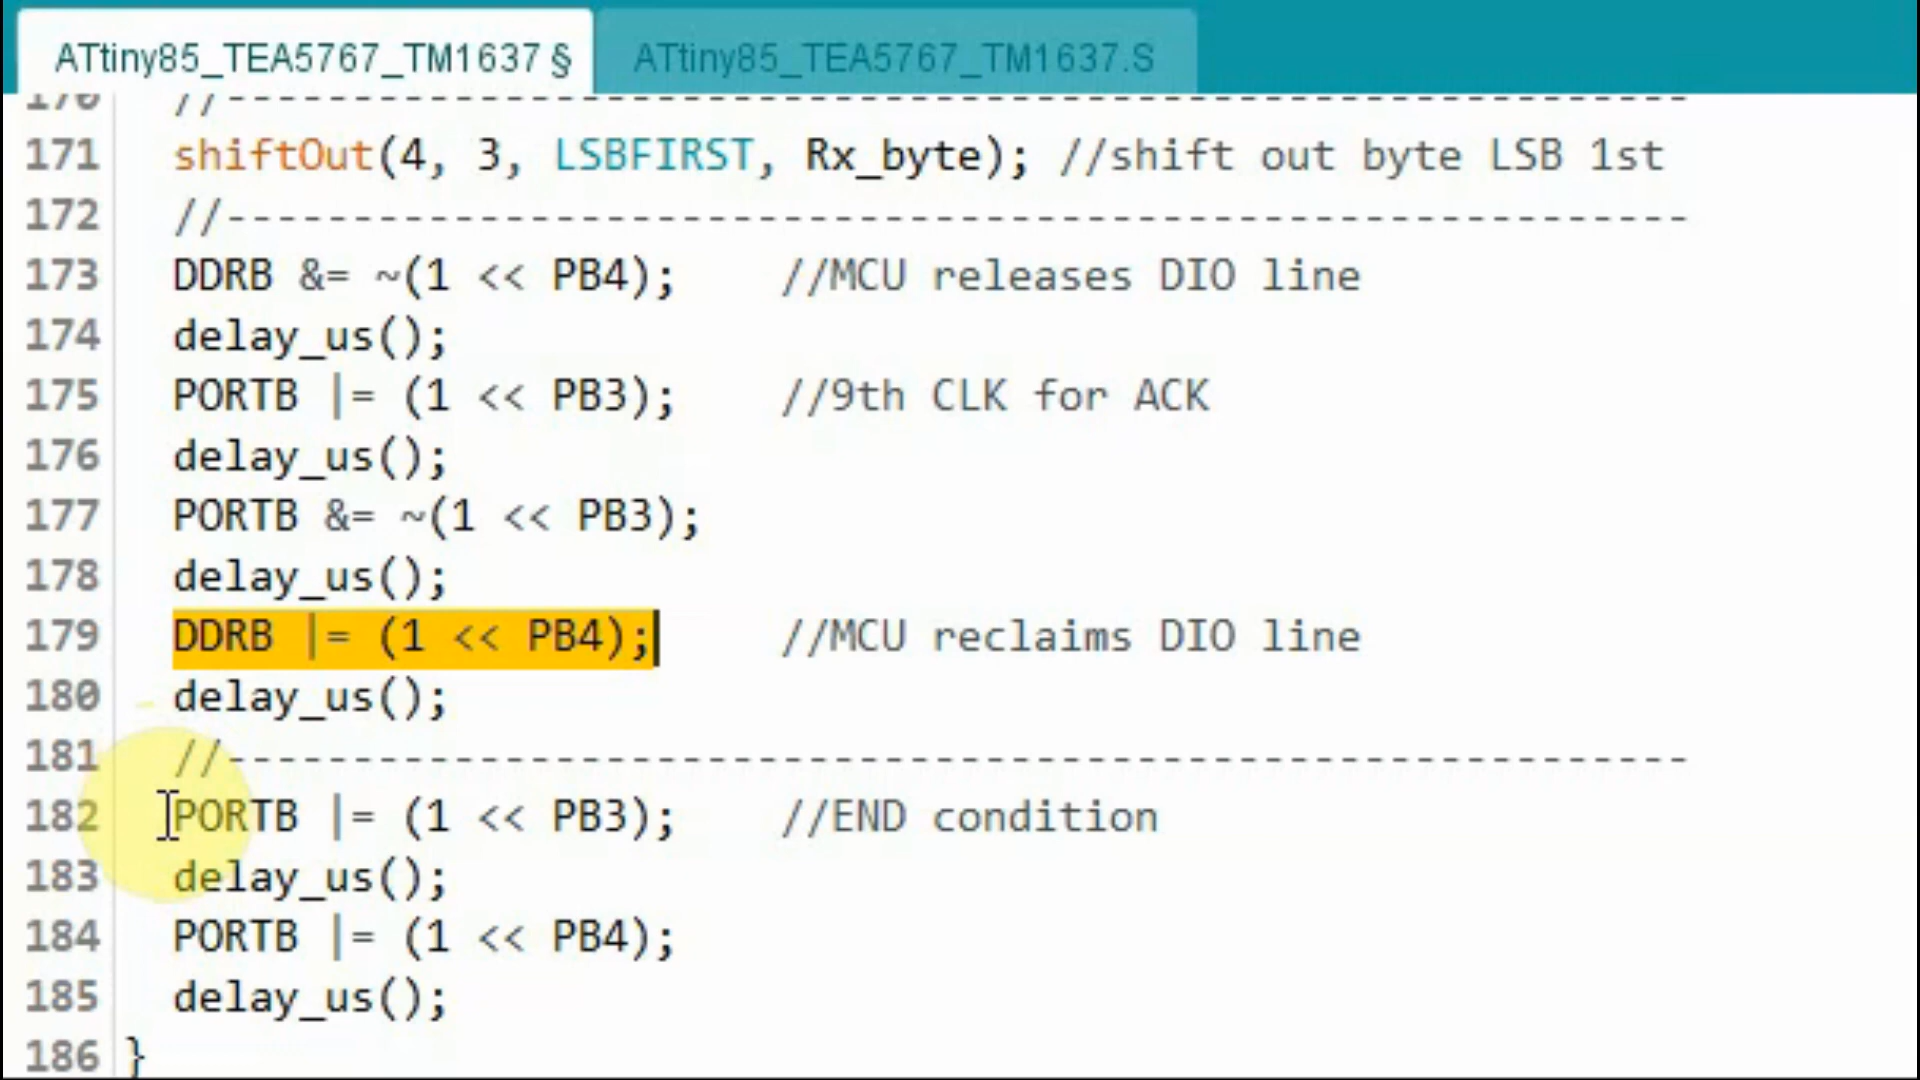 ATtiny85_TEA5767_TM1637 § ATtiny85_TEA5767_TM1637.S
170 //----------------------------------------------------------
171 shiftOut(4, 3, LSBFIRST, Rx_byte); //shift out byte LSB 1st
172 //----------------------------------------------------------
173 DDRB &= ~(1 << PB4); //MCU releases DIO line
174 delay_us();
175 PORTB |= (1 << PB3); //9th CLK for ACK
176 delay_us();
177 PORTB &= ~(1 << PB3);
178 delay_us();
179 DDRB |= (1 << PB4); //MCU reclaims DIO line
180 delay_us();
181 //----------------------------------------------------------
182 PORTB |= (1 << PB3); //END condition
183 delay_us();
184 PORTB |= (1 << PB4);
185 delay_us();
186 }